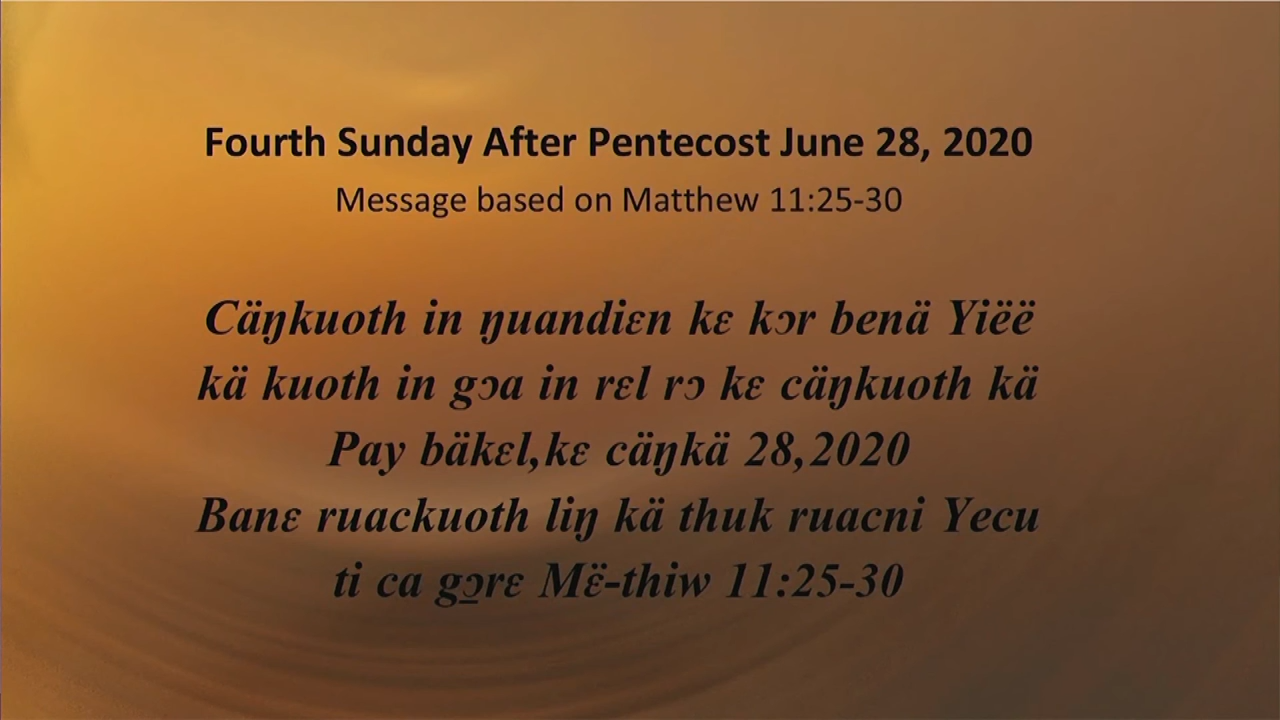 Fourth Sunday After Pentecost June 28, 2020
Message based on Matthew 11:25-30
Cäŋkuoth in ŋuandiɛn kɛ kɔr benä Yiëë
kä kuoth in gɔa in rɛl rɔ kɛ cäŋkuoth kä
Pay bäkɛl,kɛ cäŋkä 28,2020
Banɛ ruackuoth liŋ kä thuk ruacni Yecu
ti ca gɔ̱rɛ Mɛ̈-thiw 11:25-30